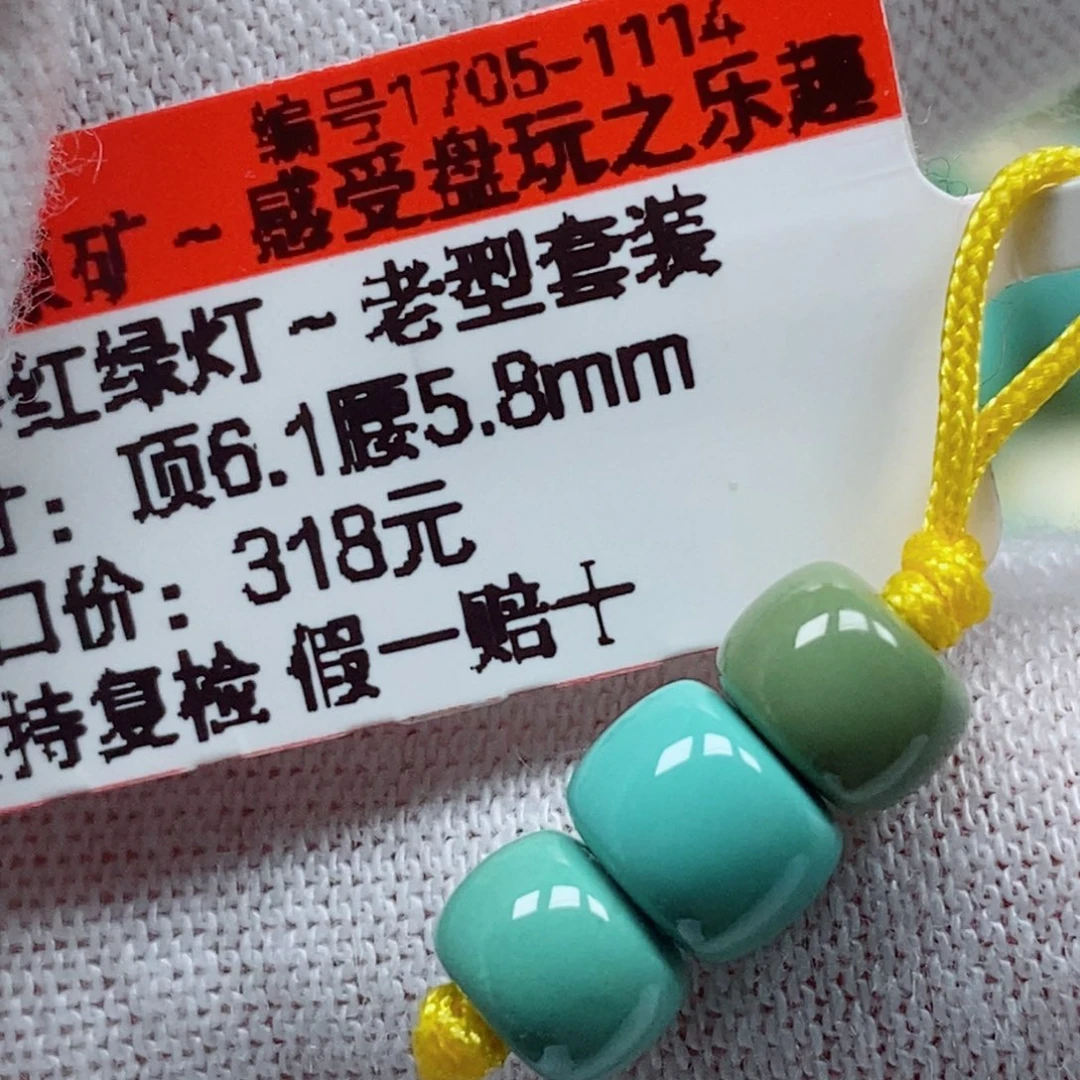 编号1705-1114
矿~感受盘玩之乐趣
红绿灯~老型套装
寸：顶6.1腰5.8mm
口价：318元
持复检 假一赔十